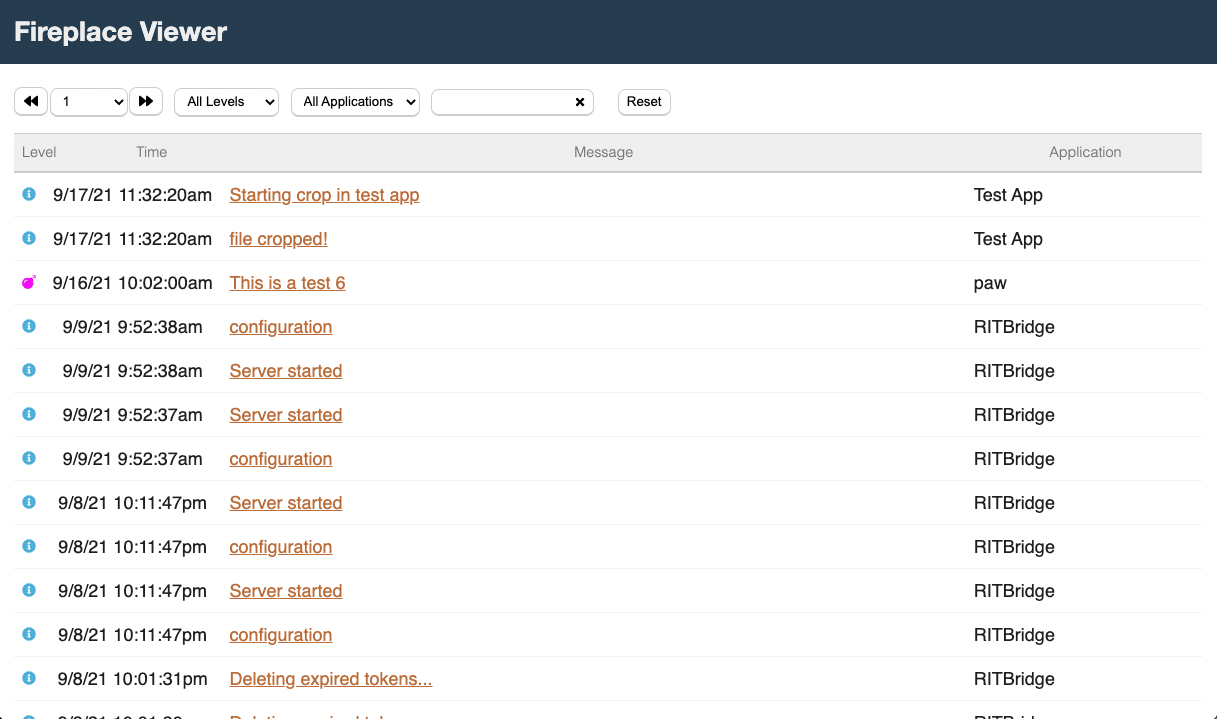 Fireplace Viewer
1 All Levels All Applications Reset
Level Time Message Application
9/17/21 11:32:20am Starting crop in test app Test App
9/17/21 11:32:20am file cropped! Test App
9/16/21 10:02:00am This is a test 6 paw
9/9/21 9:52:38am configuration RITBridge
9/9/21 9:52:38am Server started RITBridge
9/9/21 9:52:37am Server started RITBridge
9/9/21 9:52:37am configuration RITBridge
9/8/21 10:11:47pm Server started RITBridge
9/8/21 10:11:47pm configuration RITBridge
9/8/21 10:11:47pm Server started RITBridge
9/8/21 10:11:47pm configuration RITBridge
9/8/21 10:01:31pm Deleting expired tokens... RITBridge